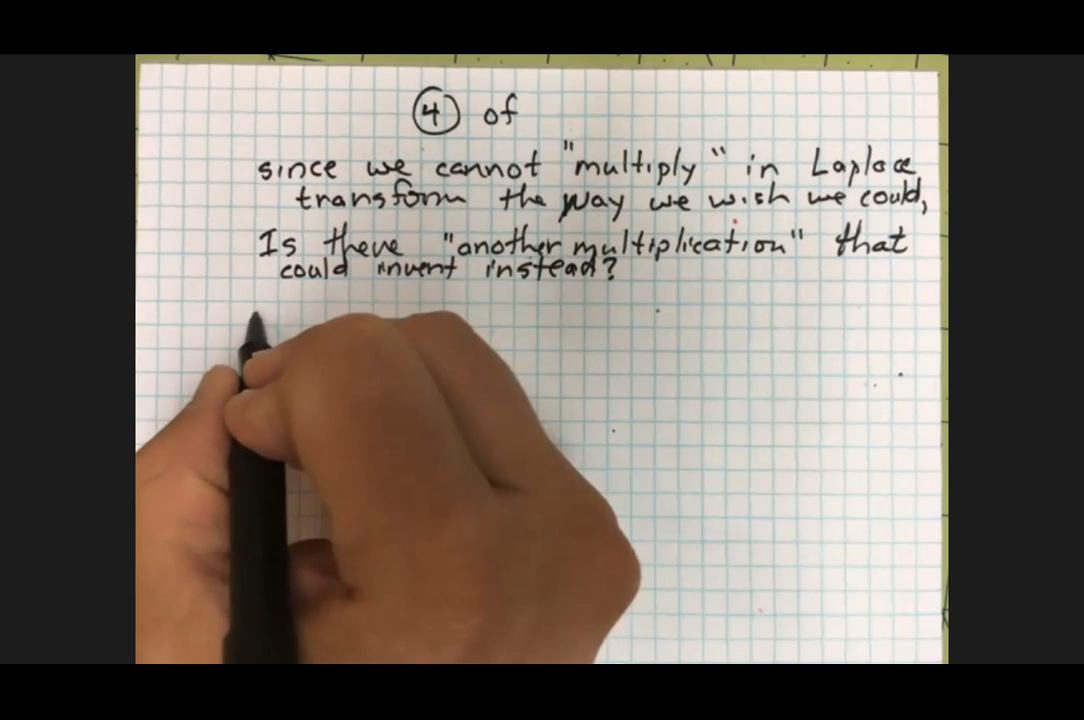 ④ of
since we cannot "multiply" in Laplace
transform the way we wish we could,
Is there "another multiplication" that
could invent instead?